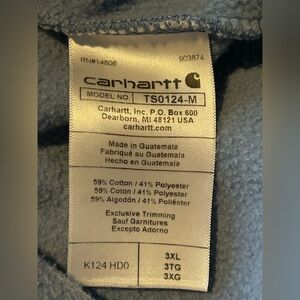 RN#14806 903874
carhartt
MODEL NO TS0124-M
Carhartt, Inc. P.O. Box 600
Dearborn, MI 48121 USA
carhartt.com
Made in Guatemala
Fabriqué au Guatemala
Hecho en Guatemala
59% Cotton / 41% Polyester
59% Coton / 41% Polyester
59% Algodón / 41% Poliéster
Exclusive Trimming
Sauf Garnitures
Excepto Adorno
K124 HD0
3XL
3TG
3XG